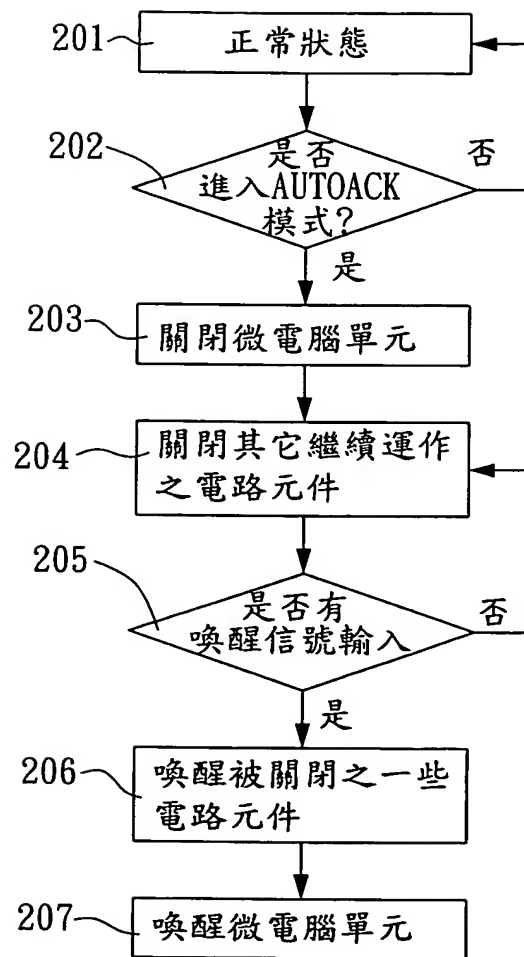 201
正常狀態
202
是否
進入AUTOACK
模式?
否
是
203
關閉微電腦單元
204
關閉其它繼續運作
之電路元件
205
是否有
喚醒信號輸入
否
是
206
喚醒被關閉之一些
電路元件
207
喚醒微電腦單元